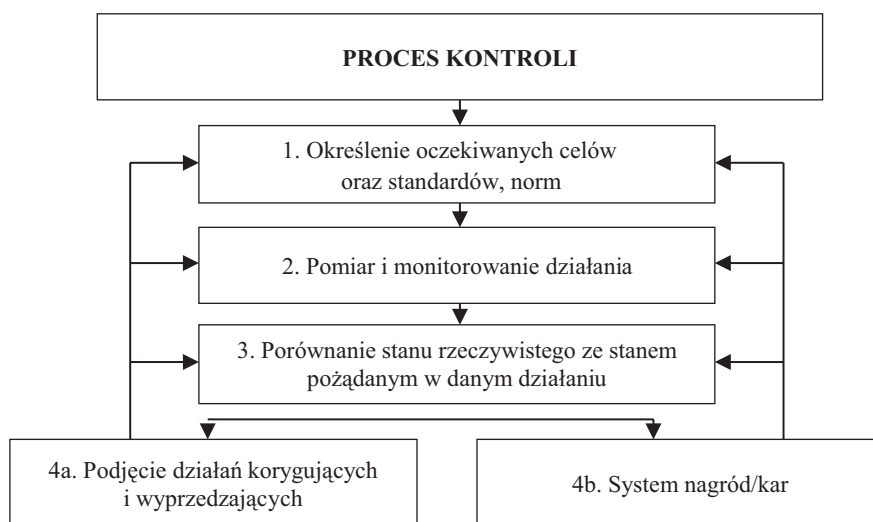 PROCES KONTROLI
1. Określenie oczekiwanych celów
oraz standardów, norm
2. Pomiar i monitorowanie działania
3. Porównanie stanu rzeczywistego ze stanem
pożądanym w danym działaniu
4a. Podjęcie działań korygujących
i wyprzedzających
4b. System nagród/kar